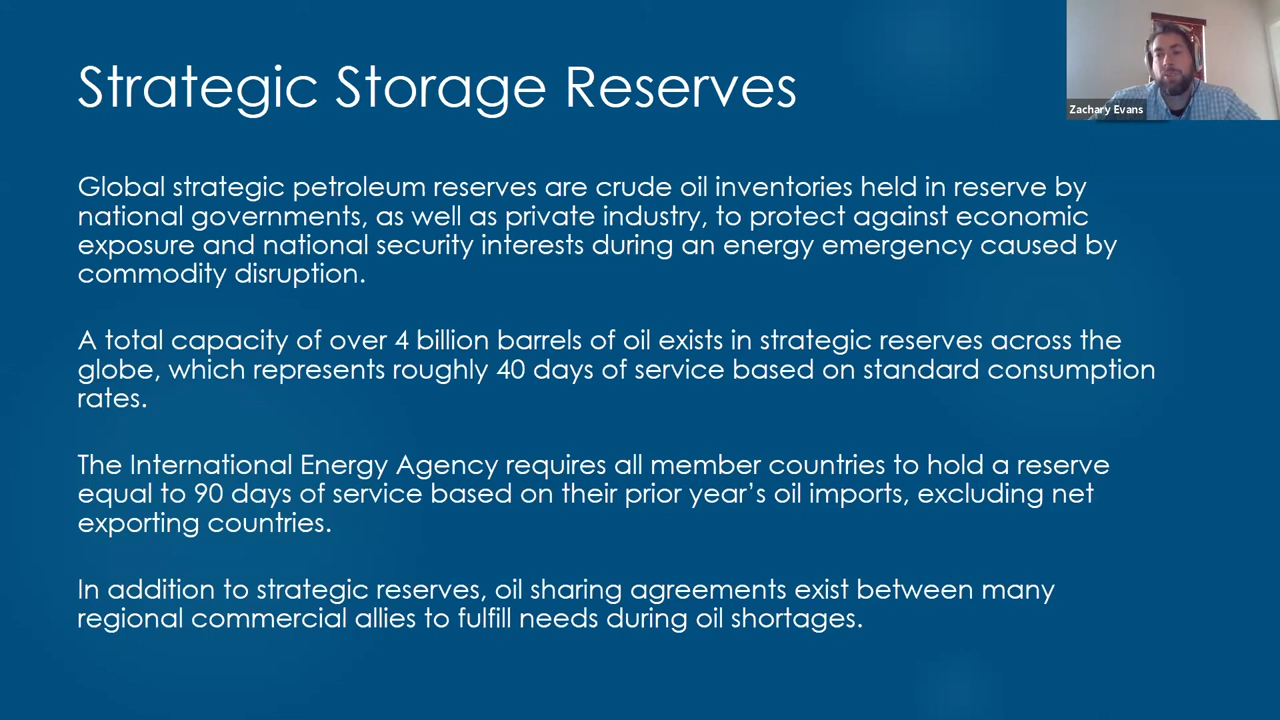 Strategic Storage Reserves
Zachary Evans
Global strategic petroleum reserves are crude oil inventories held in reserve by
national governments, as well as private industry, to protect against economic
exposure and national security interests during an energy emergency caused by
commodity disruption.
A total capacity of over 4 billion barrels of oil exists in strategic reserves across the
globe, which represents roughly 40 days of service based on standard consumption
rates.
The International Energy Agency requires all member countries to hold a reserve
equal to 90 days of service based on their prior year’s oil imports, excluding net
exporting countries.
In addition to strategic reserves, oil sharing agreements exist between many
regional commercial allies to fulfill needs during oil shortages.